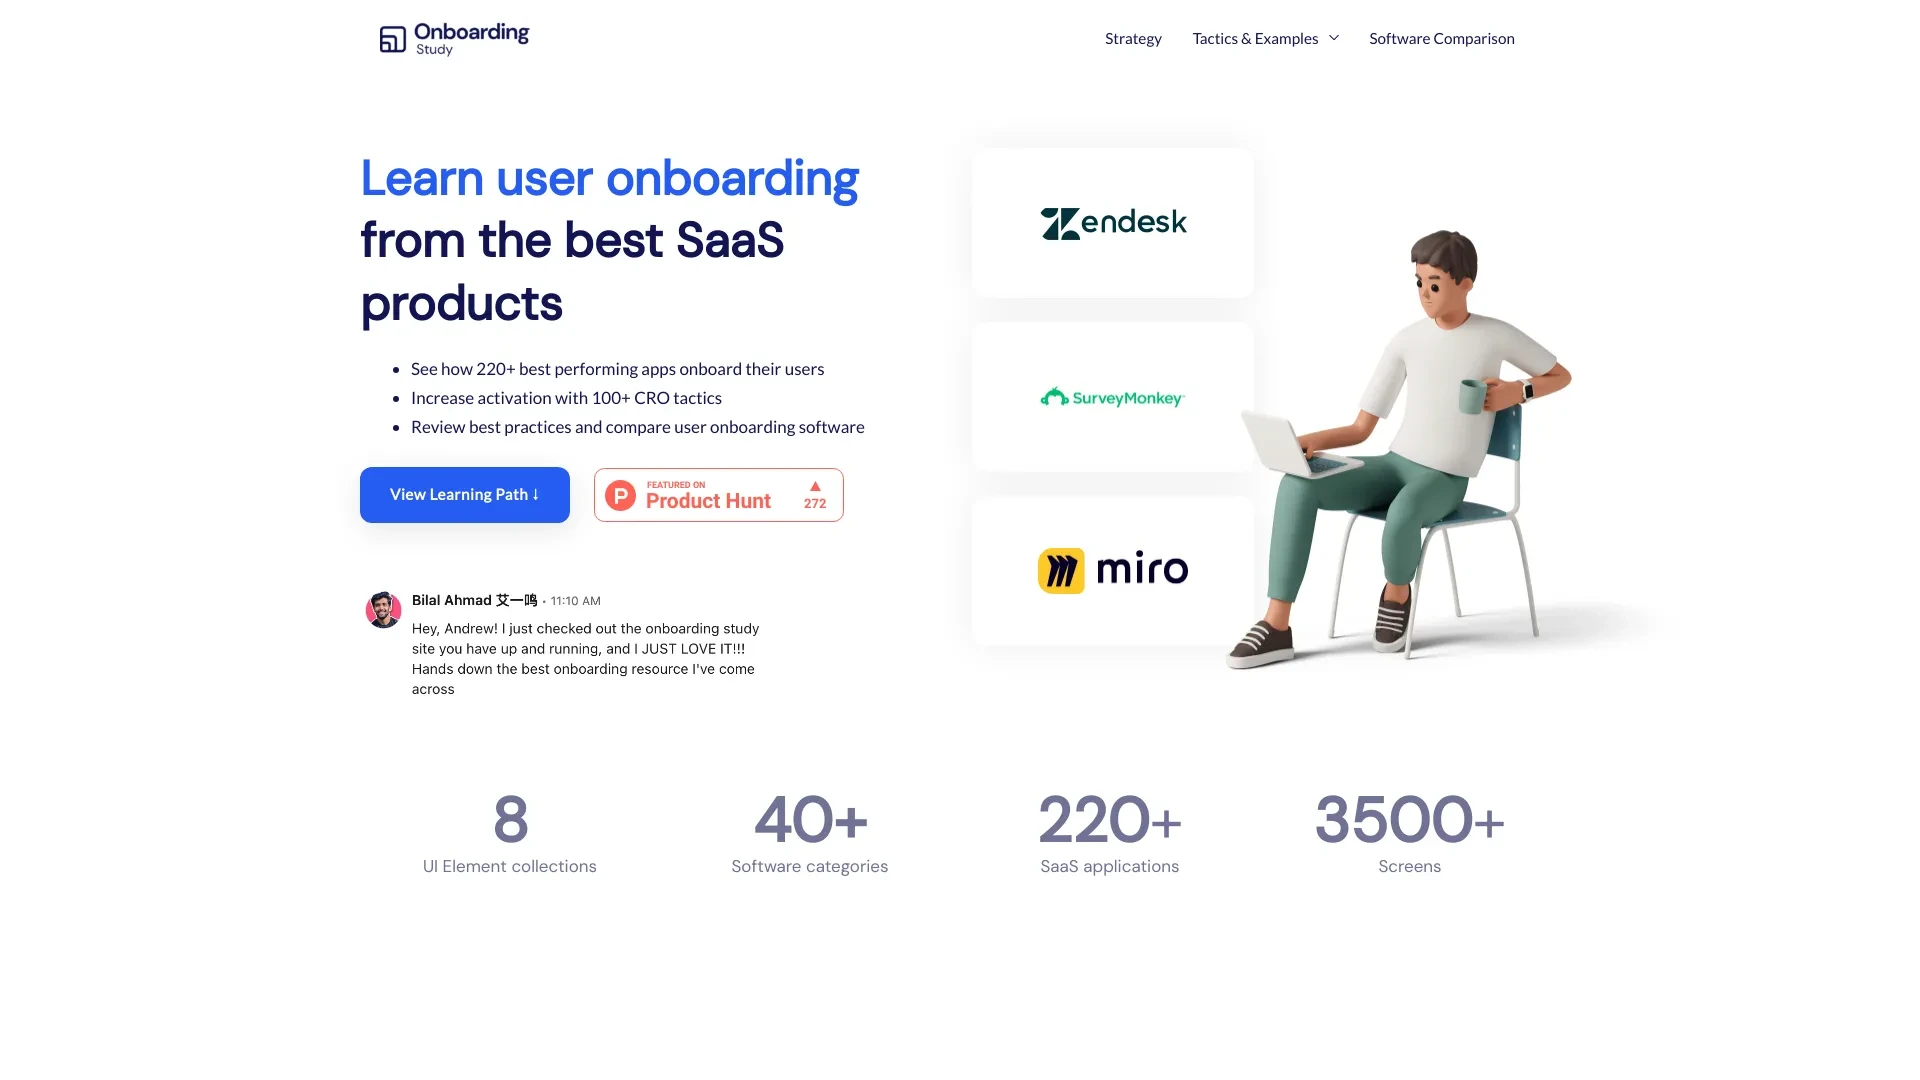 Onboarding
Study
Strategy
Tactics & Examples
Software Comparison
Learn user onboarding
from the best SaaS
products
• See how 220+ best performing apps onboard their users
• Increase activation with 100+ CRO tactics
• Review best practices and compare user onboarding software
View Learning Path ↓
P
FEATURED ON
Product Hunt
▲
272
Bilal Ahmad 艾一鸣 • 11:10 AM
Hey, Andrew! I just checked out the onboarding study
site you have up and running, and I JUST LOVE IT!!!
Hands down the best onboarding resource I've come
across
Zendesk
SurveyMonkey
miro
8
UI Element collections
40+
Software categories
220+
SaaS applications
3500+
Screens